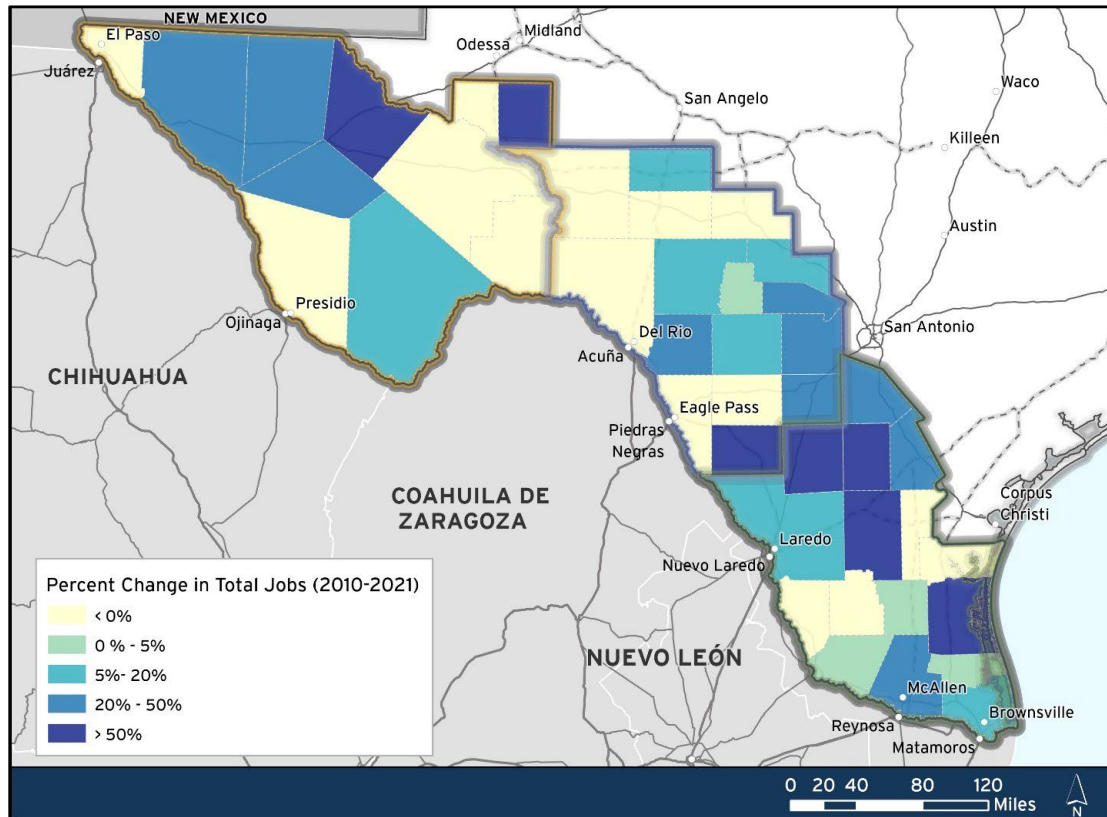 NEW MEXICO
El Paso
Juárez
Odessa
Midland
San Angelo
Waco
Killeen
Austin
San Antonio
Presidio
Ojinaga
Del Rio
Acuña
CHIHUAHUA
Eagle Pass
Piedras
Negras
COAHUILA DE
ZARAGOZA
Corpus
Christi
Laredo
Nuevo Laredo
NUEVO LEÓN
McAllen
Reynosa
Brownsville
Matamoros
Percent Change in Total Jobs (2010-2021)
< 0%
0 % - 5%
5%- 20%
20% - 50%
> 50%
0 20 40 80 120
Miles
N